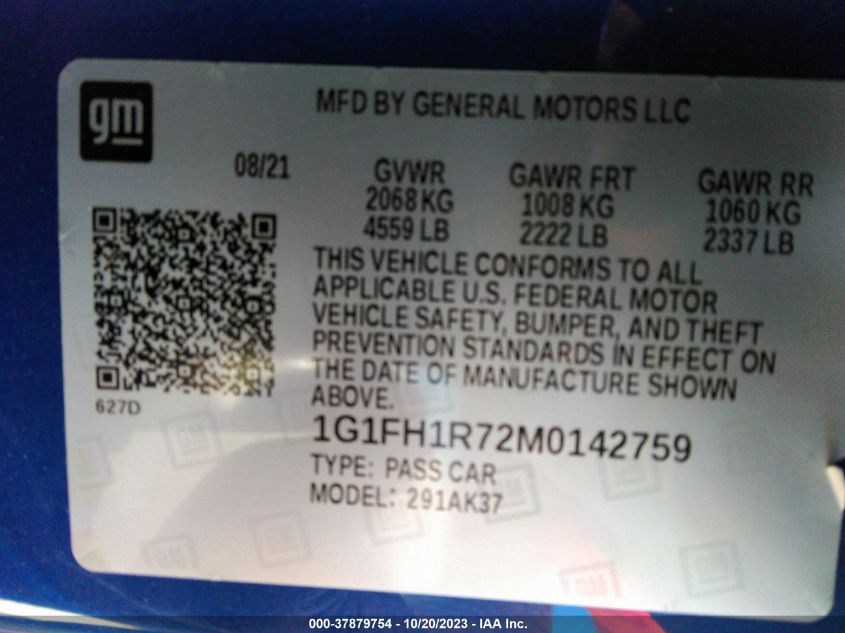 gm
MFD BY GENERAL MOTORS LLC
08/21
GVWR GAWR FRT GAWR RR
2068 KG 1008 KG 1060 KG
4559 LB 2222 LB 2337 LB
THIS VEHICLE CONFORMS TO ALL
APPLICABLE U.S. FEDERAL MOTOR
VEHICLE SAFETY, BUMPER, AND THEFT
PREVENTION STANDARDS IN EFFECT ON
THE DATE OF MANUFACTURE SHOWN
ABOVE.
627D
1G1FH1R72M0142759
TYPE: PASS CAR
MODEL: 291AK37
000-37879754 - 10/20/2023 - IAA Inc.